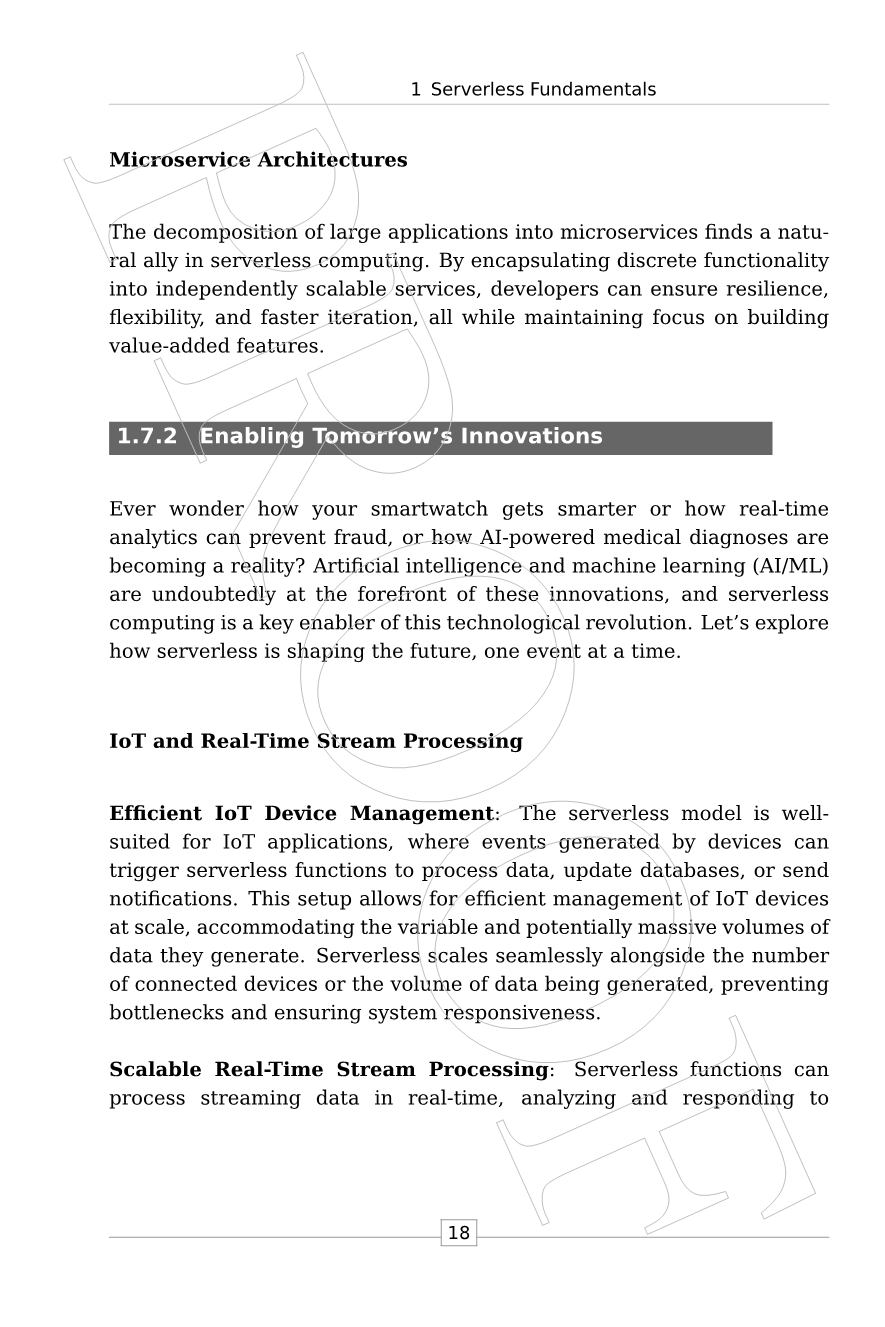 1 Serverless Fundamentals
Microservice Architectures
The decomposition of large applications into microservices finds a natu-
ral ally in serverless computing. By encapsulating discrete functionality
into independently scalable services, developers can ensure resilience,
flexibility, and faster iteration, all while maintaining focus on building
value-added features.
1.7.2 Enabling Tomorrow’s Innovations
Ever wonder how your smartwatch gets smarter or how real-time
analytics can prevent fraud, or how AI-powered medical diagnoses are
becoming a reality? Artificial intelligence and machine learning (AI/ML)
are undoubtedly at the forefront of these innovations, and serverless
computing is a key enabler of this technological revolution. Let’s explore
how serverless is shaping the future, one event at a time.
IoT and Real-Time Stream Processing
Efficient IoT Device Management: The serverless model is well-
suited for IoT applications, where events generated by devices can
trigger serverless functions to process data, update databases, or send
notifications. This setup allows for efficient management of IoT devices
at scale, accommodating the variable and potentially massive volumes of
data they generate. Serverless scales seamlessly alongside the number
of connected devices or the volume of data being generated, preventing
bottlenecks and ensuring system responsiveness.
Scalable Real-Time Stream Processing: Serverless functions can
process streaming data in real-time, analyzing and responding to
18
PROOF